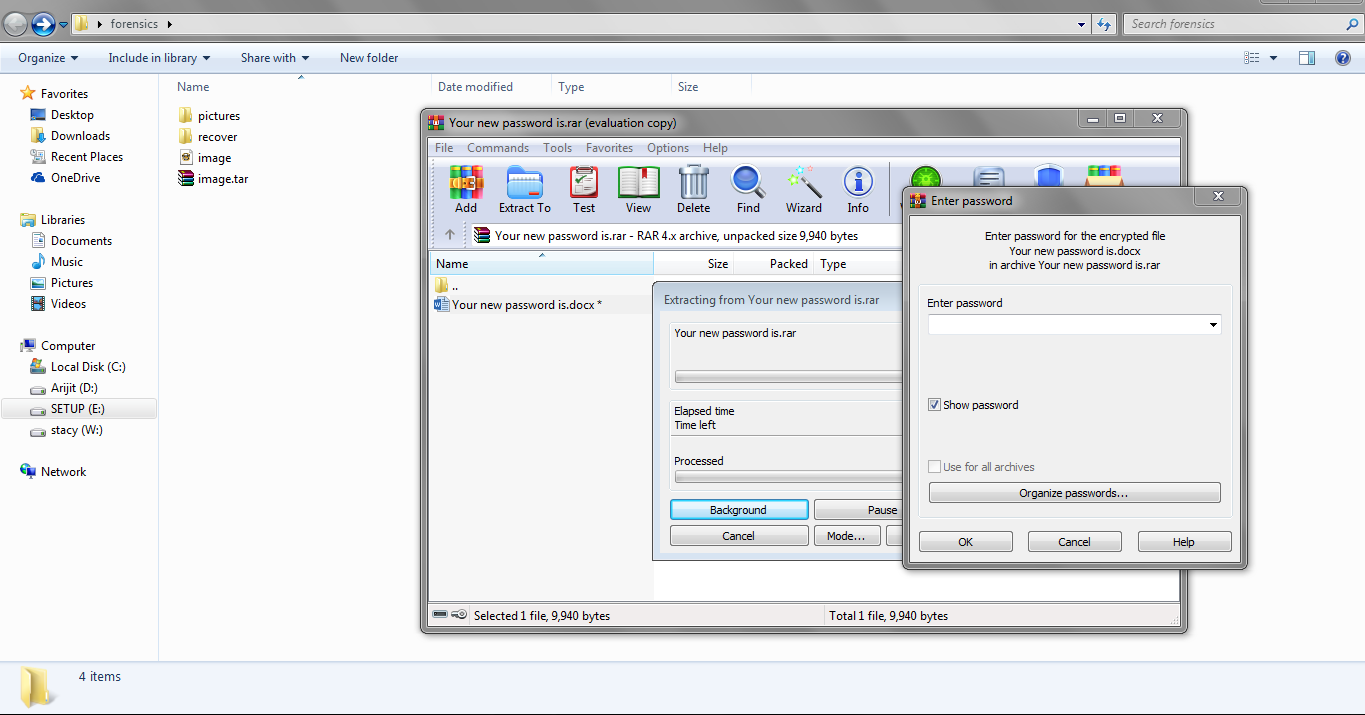 forensics
Search forensics
Organize Include in library Share with New folder
Name Date modified Type Size
Favorites
Desktop
Downloads
Recent Places
OneDrive
Libraries
Documents
Music
Pictures
Videos
Computer
Local Disk (C:)
Arijit (D:)
SETUP (E:)
stacy (W:)
Network
pictures
recover
image
image.tar
Your new password is.rar (evaluation copy)
File Commands Tools Favorites Options Help
Add Extract To Test View Delete Find Wizard Info
Your new password is.rar - RAR 4.x archive, unpacked size 9,940 bytes
Name Size Packed Type
..
Your new password is.docx *
Extracting from Your new password is.rar
Your new password is.rar
Elapsed time
Time left
Processed
Background Pause
Cancel Mode...
Enter password
Enter password for the encrypted file
Your new password is.docx
in archive Your new password is.rar
Enter password
Show password
Use for all archives
Organize passwords...
OK Cancel Help
Selected 1 file, 9,940 bytes Total 1 file, 9,940 bytes
4 items